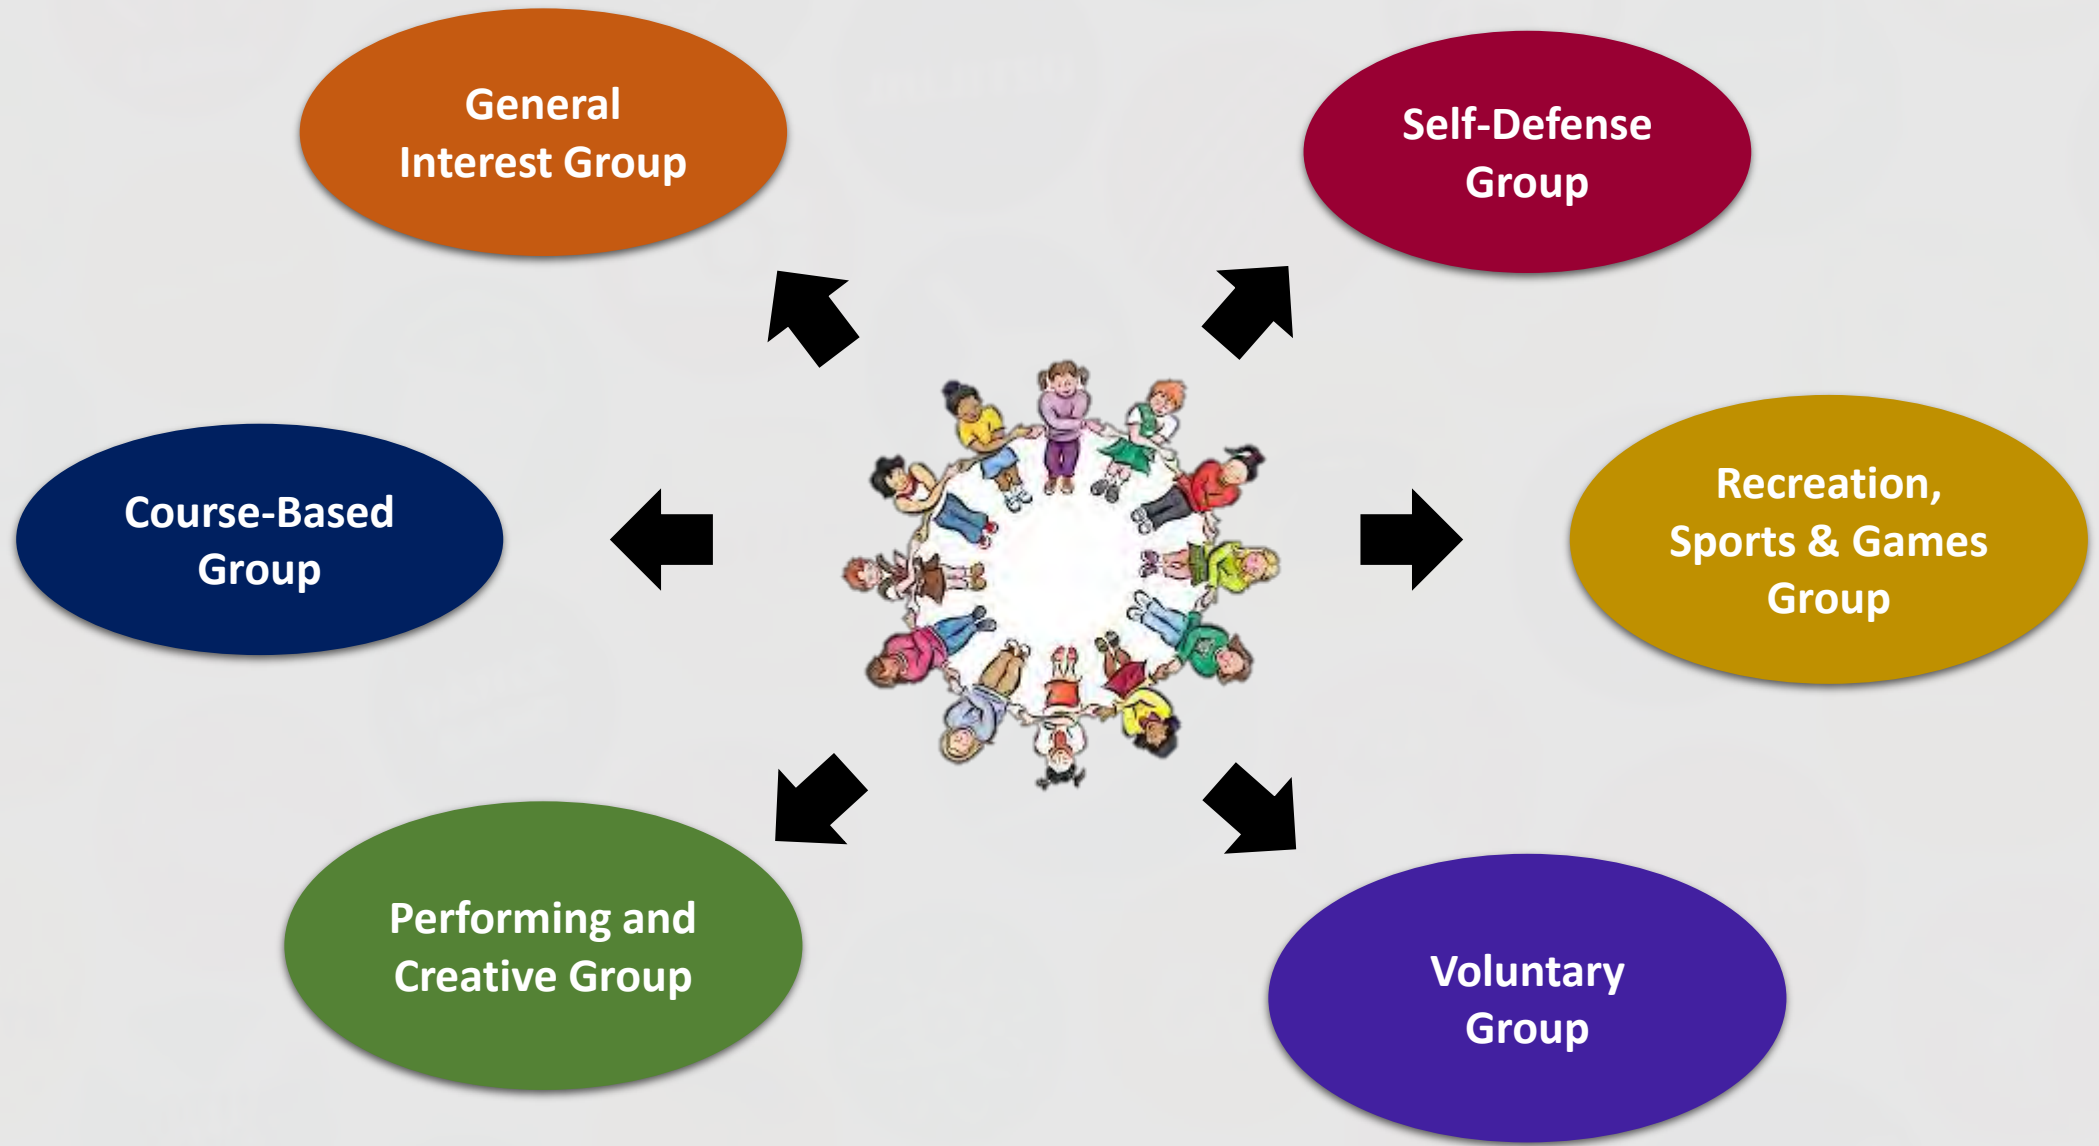 General
Interest Group
Self-Defense
Group
Course-Based
Group
Recreation,
Sports & Games
Group
Performing and
Creative Group
Voluntary
Group